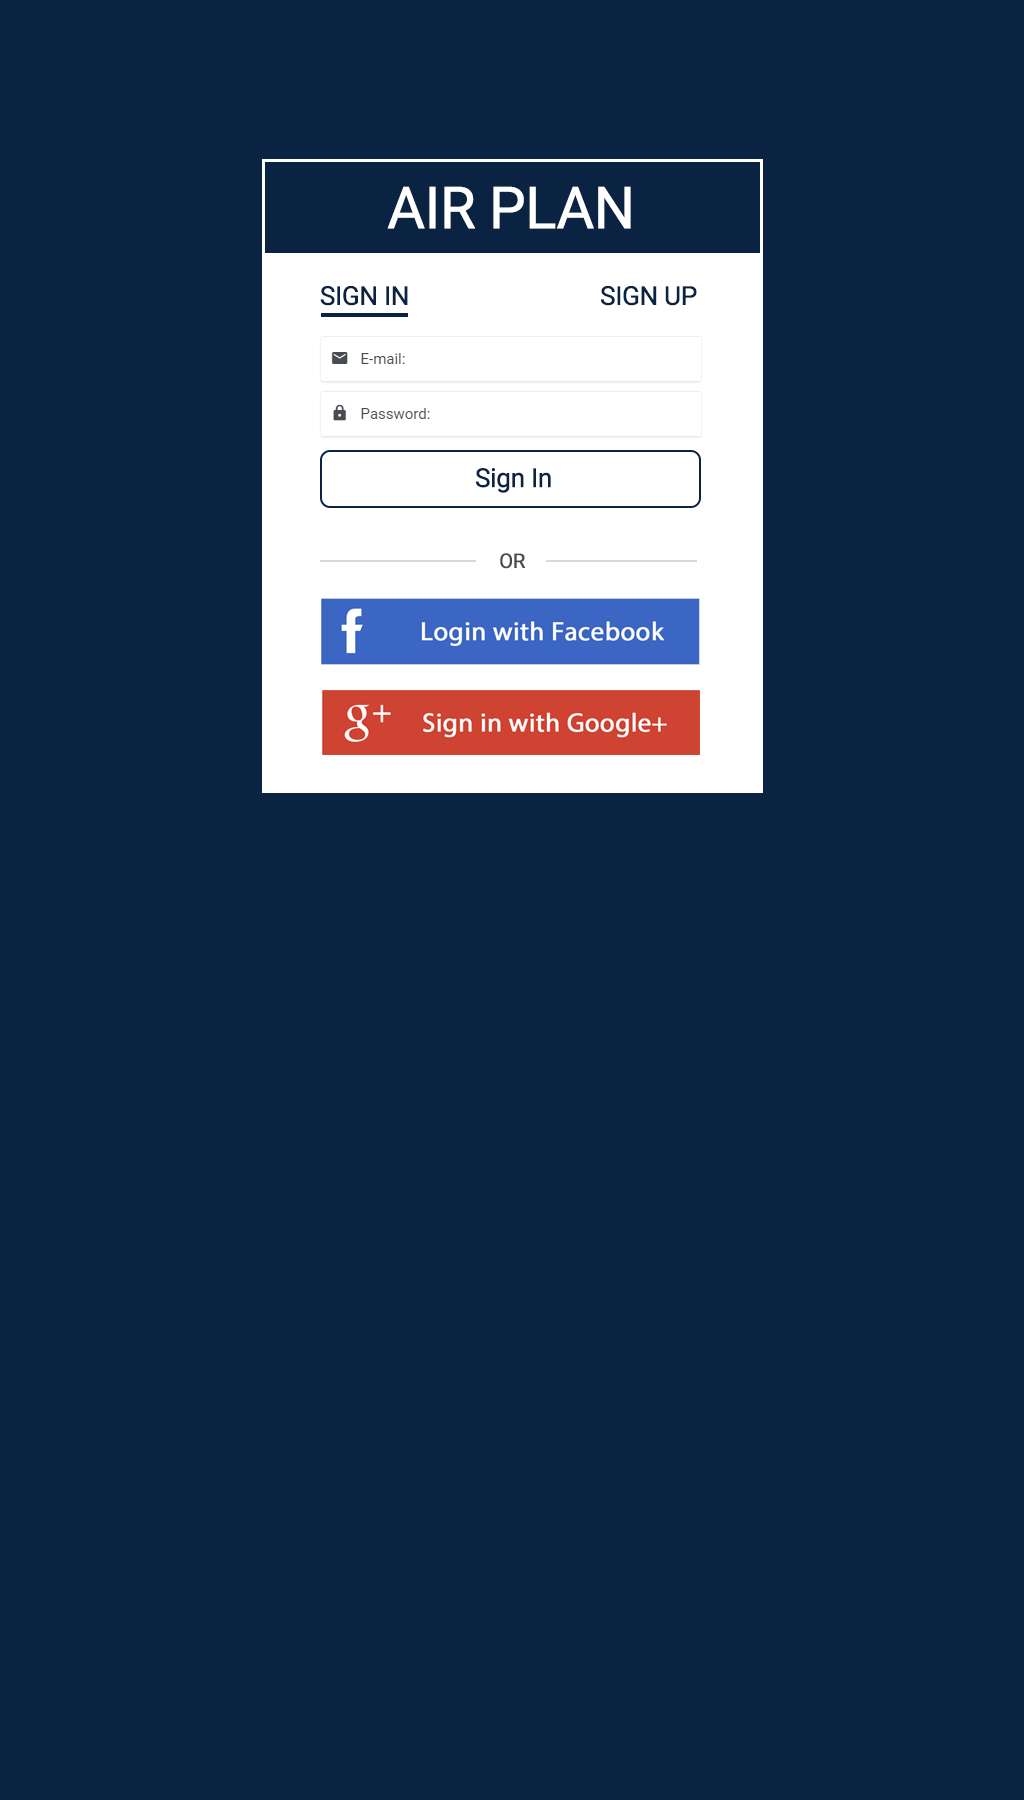 AIR PLAN
SIGN IN SIGN UP
E-mail:
Password:
Sign In
OR
f Login with Facebook
g+ Sign in with Google+